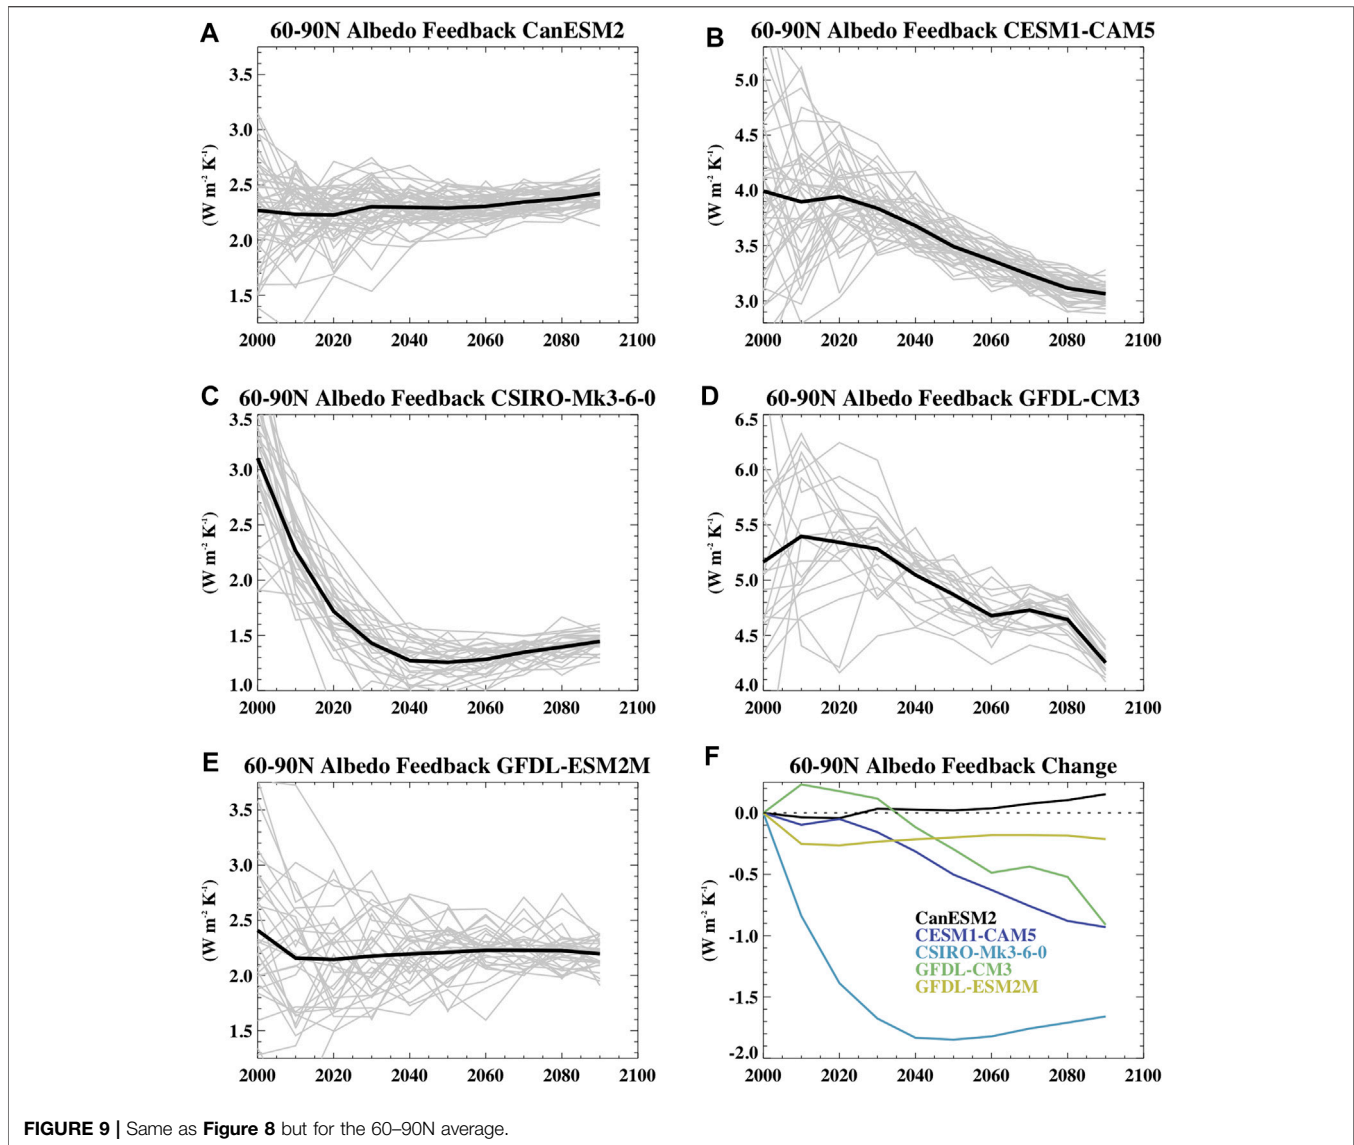 A 60-90N Albedo Feedback CanESM2
3.5
3.0
2.5
2.0
1.5
(W m⁻² K⁻¹)
2000 2020 2040 2060 2080 2100
B 60-90N Albedo Feedback CESM1-CAM5
5.0
4.5
4.0
3.5
3.0
(W m⁻² K⁻¹)
2000 2020 2040 2060 2080 2100
C 60-90N Albedo Feedback CSIRO-Mk3-6-0
3.5
3.0
2.5
2.0
1.5
1.0
(W m⁻² K⁻¹)
2000 2020 2040 2060 2080 2100
D 60-90N Albedo Feedback GFDL-CM3
6.5
6.0
5.5
5.0
4.5
4.0
(W m⁻² K⁻¹)
2000 2020 2040 2060 2080 2100
E 60-90N Albedo Feedback GFDL-ESM2M
3.5
3.0
2.5
2.0
1.5
(W m⁻² K⁻¹)
2000 2020 2040 2060 2080 2100
F 60-90N Albedo Feedback Change
0.0
-0.5
-1.0
-1.5
-2.0
(W m⁻² K⁻¹)
CanESM2
CESM1-CAM5
CSIRO-Mk3-6-0
GFDL-CM3
GFDL-ESM2M
2000 2020 2040 2060 2080 2100
FIGURE 9 | Same as Figure 8 but for the 60–90N average.